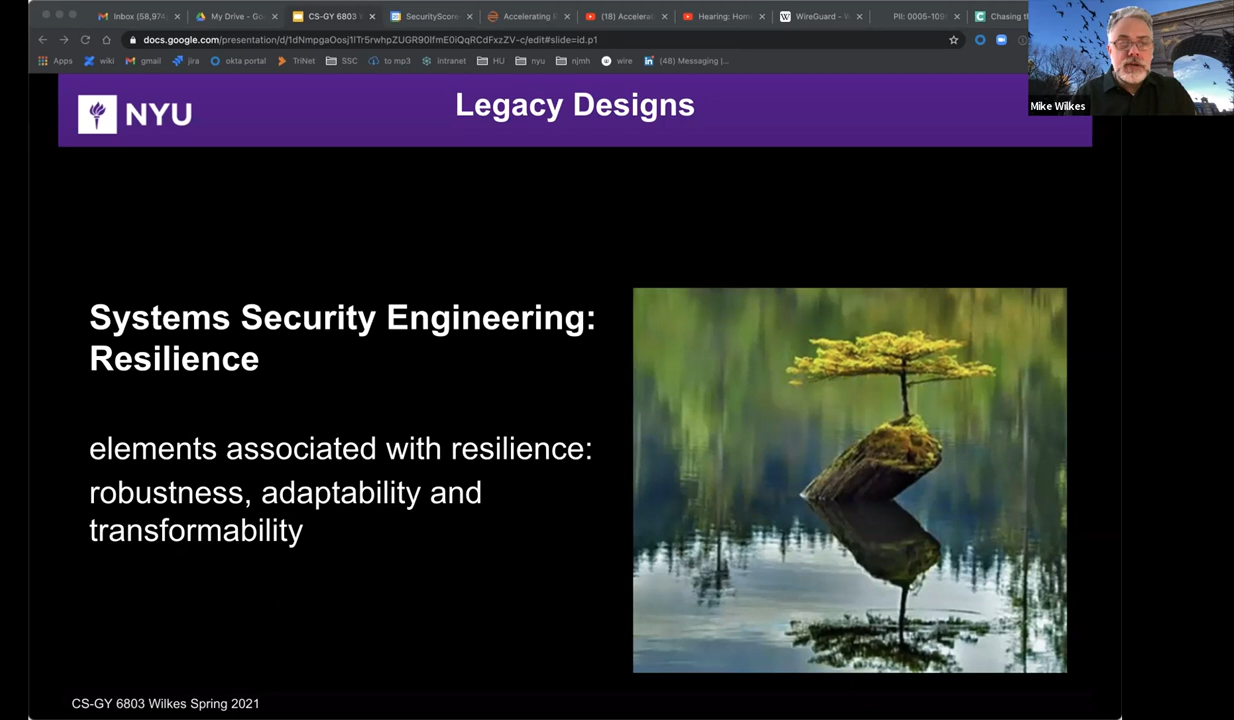 Inbox (58,974
My Drive - Go
CS-GY 6803 W
SecurityScore
Accelerating
(18) Accelerat
Hearing: Hom
WireGuard - W
PII: 0005-109
Chasing t
docs.google.com/presentation/d/1dNmpgaOosj1lTr5rwhpZUGR90lfmE0iQqRCdFxzZV-c/edit#slide=id.p1
Apps
wiki
gmail
jira
okta portal
TriNet
SSC
to mp3
Intranet
HU
nyu
njmh
wire
(48) Messaging |...
Mike Wilkes
NYU
Legacy Designs
Systems Security Engineering:
Resilience
elements associated with resilience:
robustness, adaptability and
transformability
CS-GY 6803 Wilkes Spring 2021